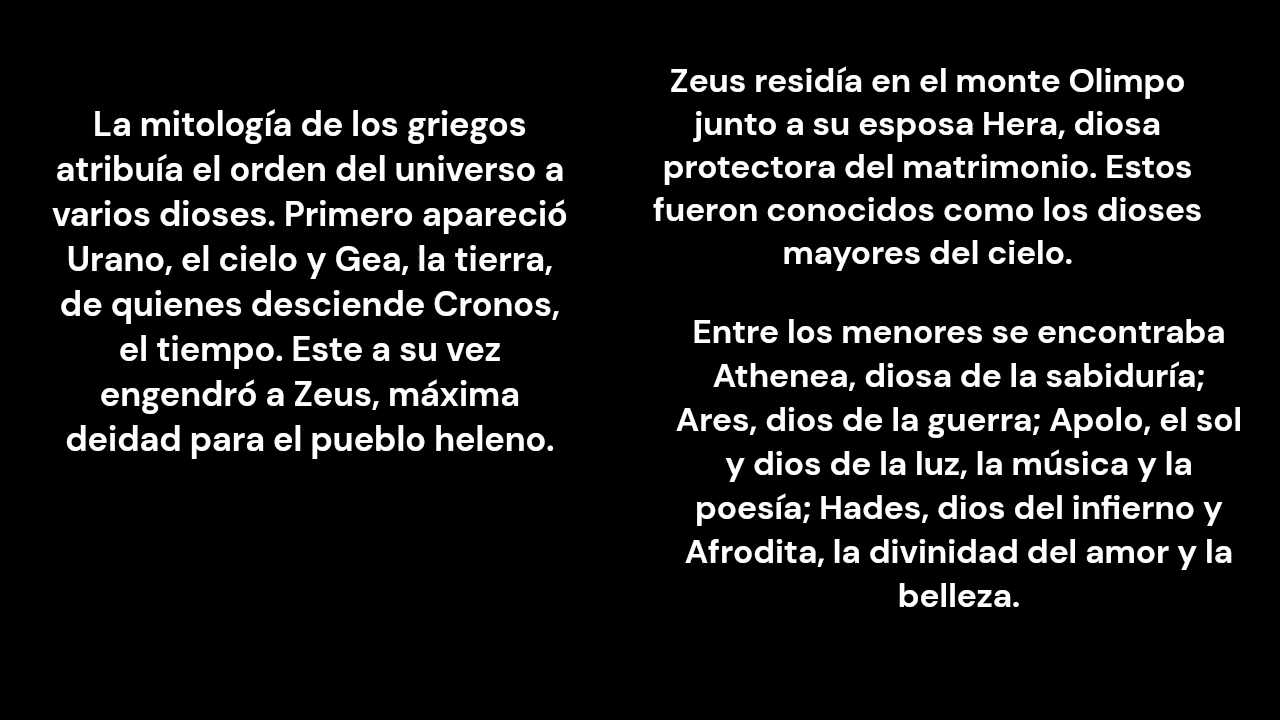 La mitología de los griegos
atribuía el orden del universo a
varios dioses. Primero apareció
Urano, el cielo y Gea, la tierra,
de quienes desciende Cronos,
el tiempo. Este a su vez
engendró a Zeus, máxima
deidad para el pueblo heleno.
Zeus residía en el monte Olimpo
junto a su esposa Hera, diosa
protectora del matrimonio. Estos
fueron conocidos como los dioses
mayores del cielo.
Entre los menores se encontraba
Athenea, diosa de la sabiduría;
Ares, dios de la guerra; Apolo, el sol
y dios de la luz, la música y la
poesía; Hades, dios del infierno y
Afrodita, la divinidad del amor y la
belleza.